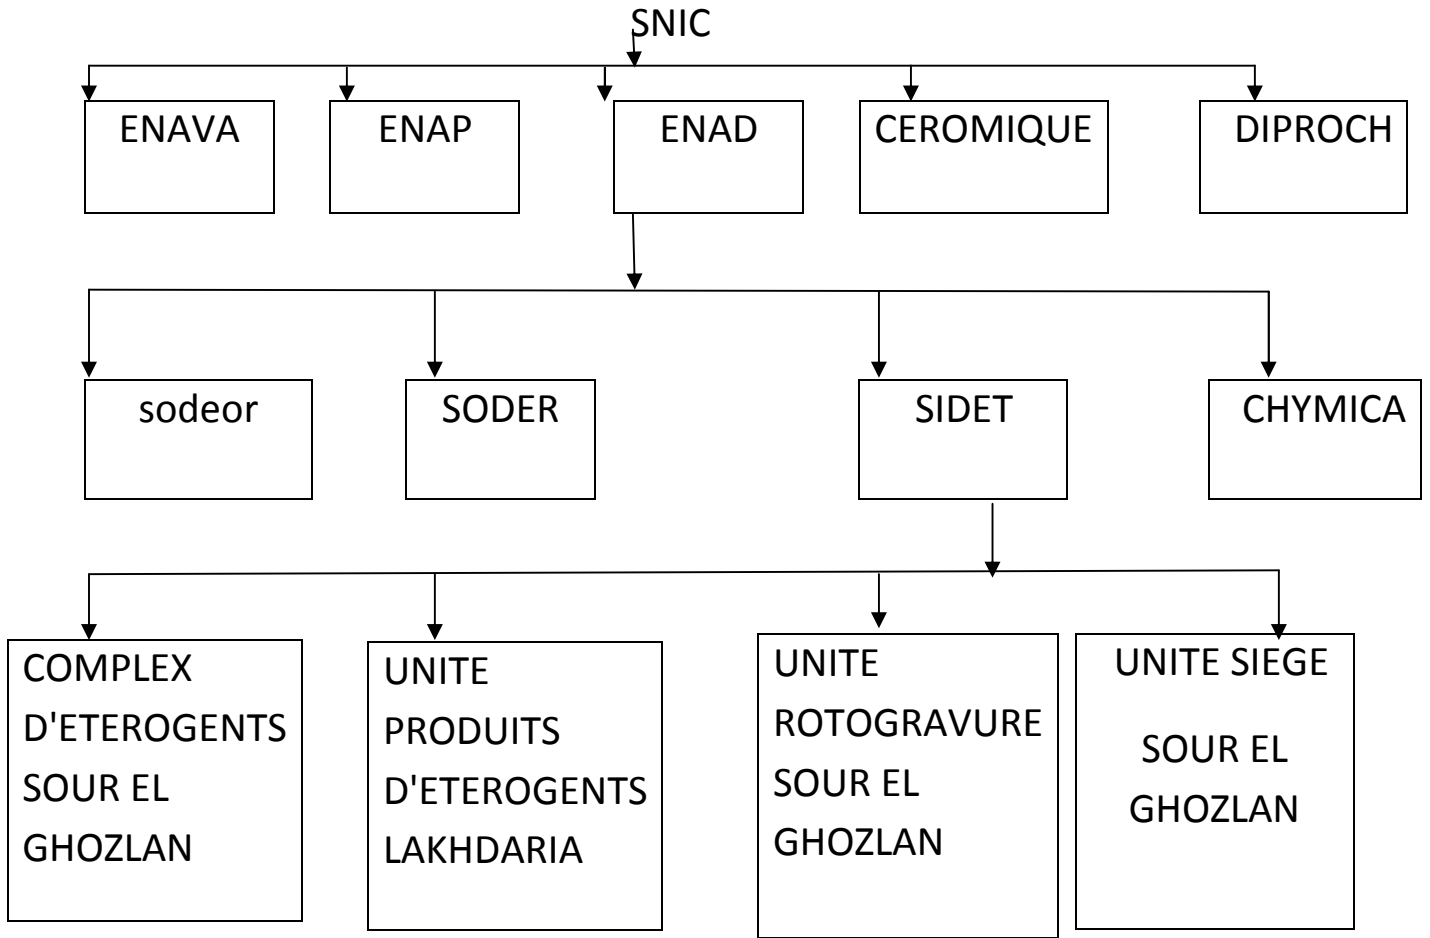 SNIC
ENAVA
ENAP
ENAD
CEROMIQUE
DIPROCH
sodeor
SODER
SIDET
CHYMICA
COMPLEX
D'ETEROGENTS
SOUR EL
GHOZLAN
UNITE
PRODUITS
D'ETEROGENTS
LAKHDARIA
UNITE
ROTOGRAVURE
SOUR EL
GHOZLAN
UNITE SIEGE
SOUR EL
GHOZLAN